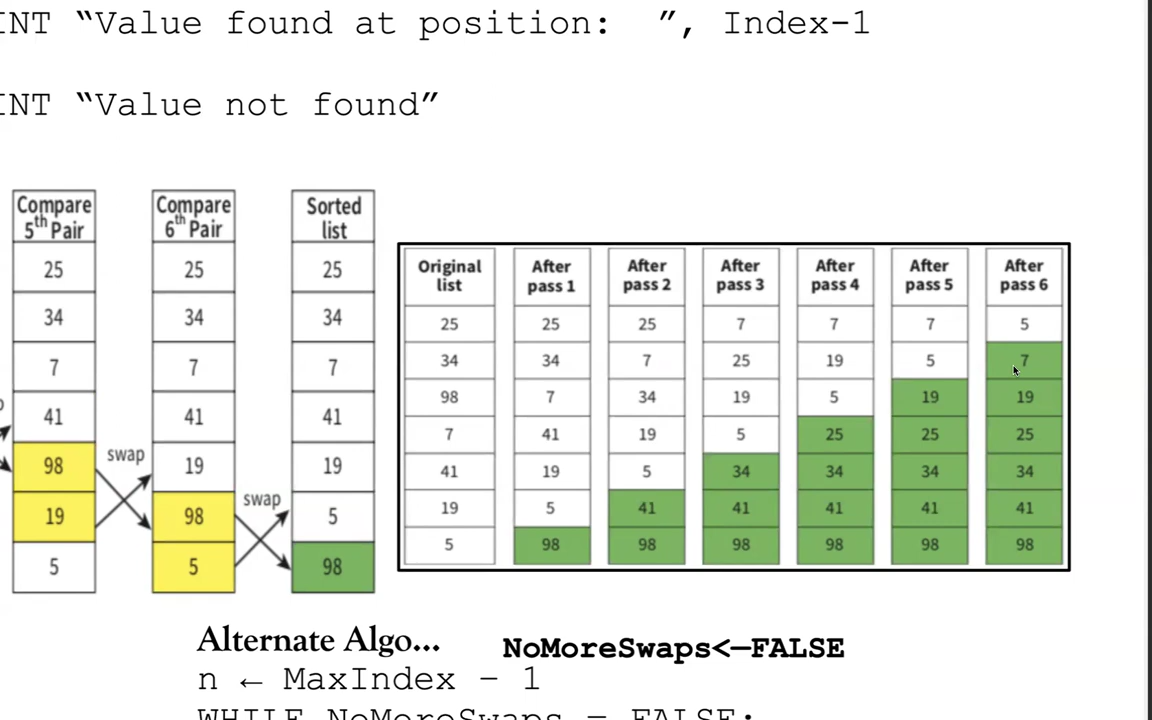 INT “Value found at position:  ”, Index-1
INT “Value not found”
Compare 5th Pair
25
34
7
41
98
19
5
swap
Compare 6th Pair
25
34
7
41
19
98
5
swap
Sorted list
25
34
7
41
19
5
98
Original list After pass 1 After pass 2 After pass 3 After pass 4 After pass 5 After pass 6
25 25 25 7 7 7 5
34 34 7 25 19 5 7
98 7 34 19 5 19 19
7 41 19 5 25 25 25
41 19 5 34 34 34 34
19 5 41 41 41 41 41
5 98 98 98 98 98 98
Alternate Algo... NoMoreSwaps<—FALSE
n ← MaxIndex – 1
WHILE NoMoreSwaps = FALSE: